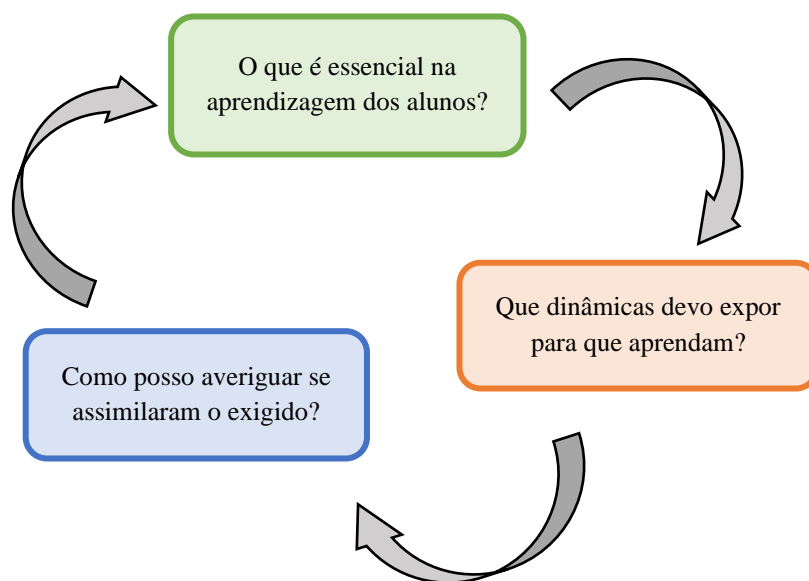 O que é essencial na
aprendizagem dos alunos?
Que dinâmicas devo expor
para que aprendam?
Como posso averiguar se
assimilaram o exigido?